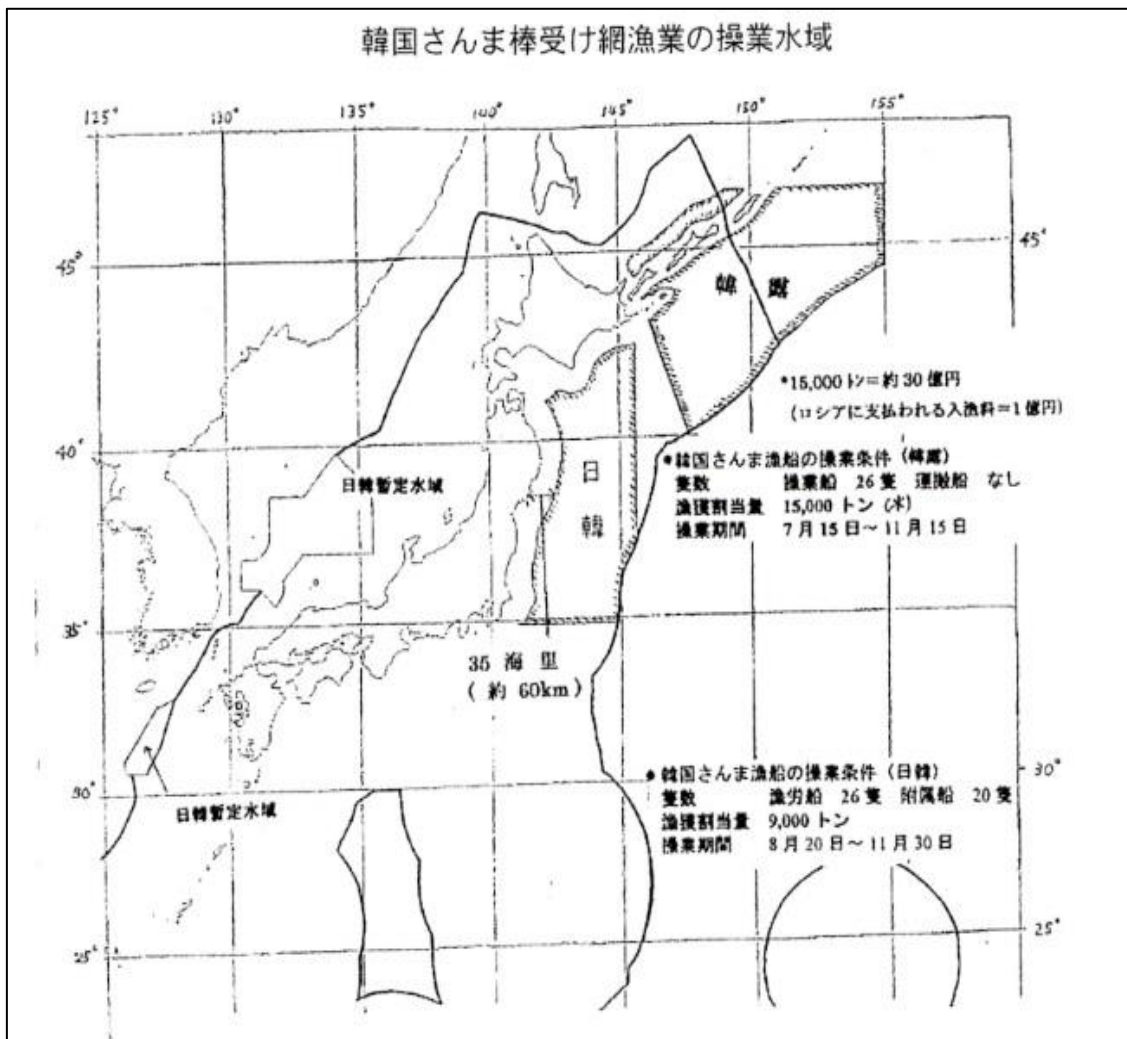 韓国さんま棒受け網漁業の操業水域
125° 130° 135° 140° 145° 150° 155°
45° 45°
韓 露
*15,000トン=約30億円
(ロシアに支払われる入漁料=1億円)
40°
日韓暫定水域
日
韓
●韓国さんま漁船の操業条件(韓露)
隻数 操業船 26隻 運搬船 なし
漁獲割当量 15,000トン(*)
操業期間 7月15日~11月15日
35°
35海里
(約60km)
30° 30°
日韓暫定水域
●韓国さんま漁船の操業条件(日韓)
隻数 漁労船 26隻 附属船 20隻
漁獲割当量 9,000トン
操業期間 8月20日~11月30日
25° 25°